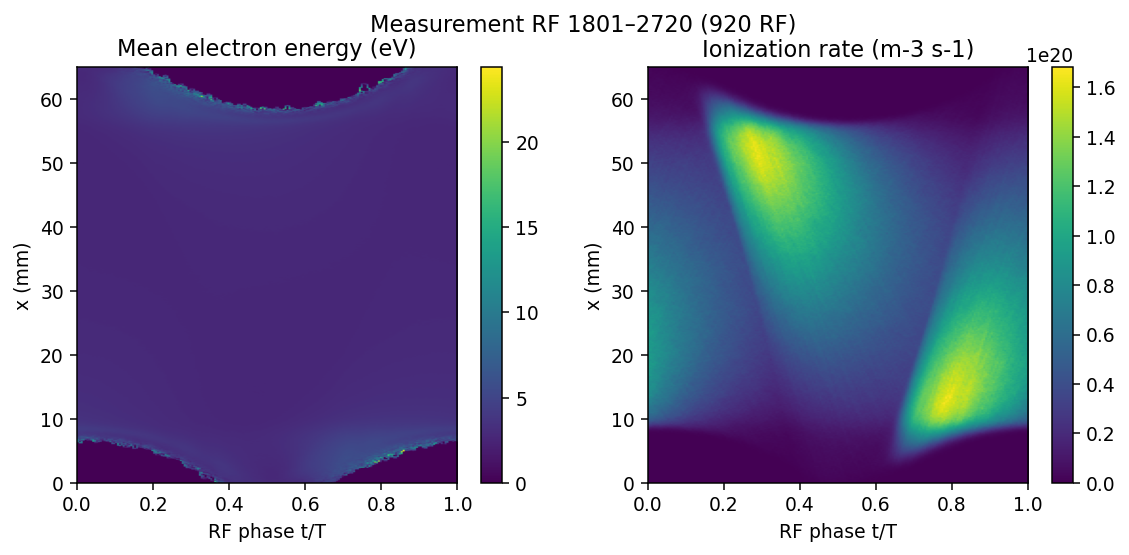 Measurement RF 1801–2720 (920 RF)
Mean electron energy (eV)
x (mm)
60
50
40
30
20
10
0
0.0 0.2 0.4 0.6 0.8 1.0
RF phase t/T
20
15
10
5
0
Ionization rate (m-3 s-1)
x (mm)
60
50
40
30
20
10
0
0.0 0.2 0.4 0.6 0.8 1.0
RF phase t/T
1e20
1.6
1.4
1.2
1.0
0.8
0.6
0.4
0.2
0.0